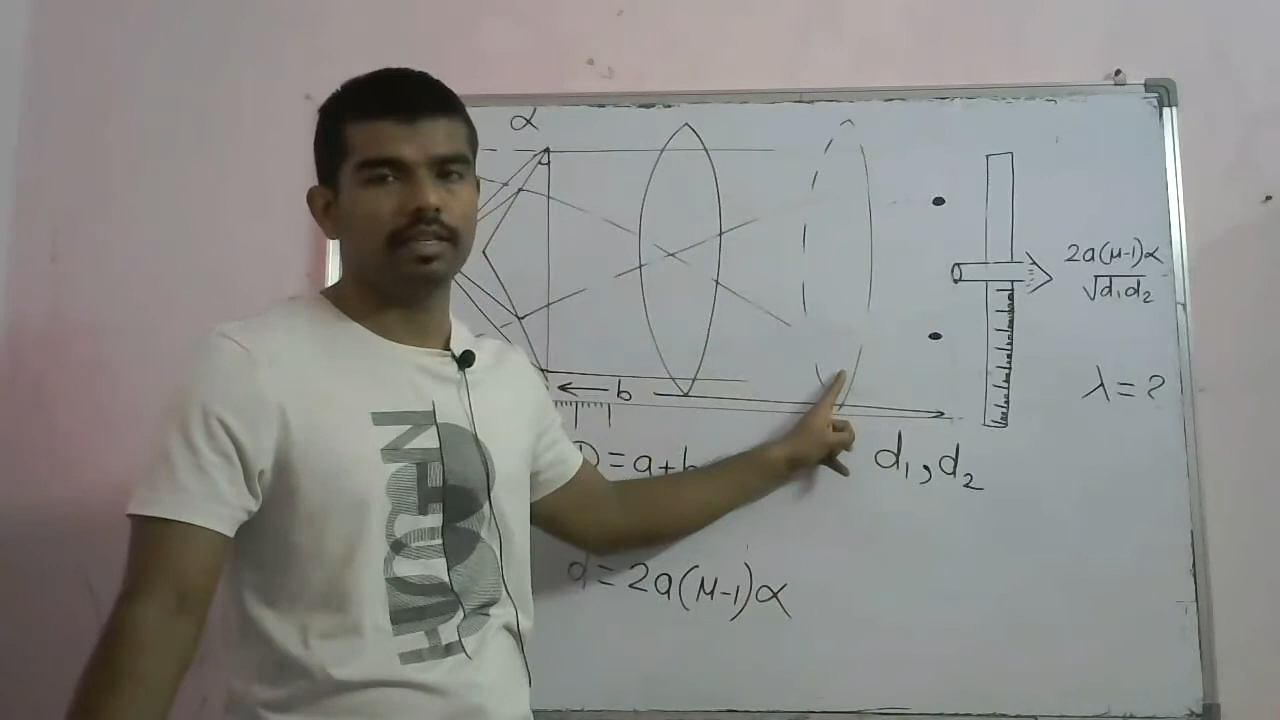 α
2a(μ-1)α
√d₁d₂
λ = ?
b
D = a+b
d₁, d₂
d = 2a(μ-1)α